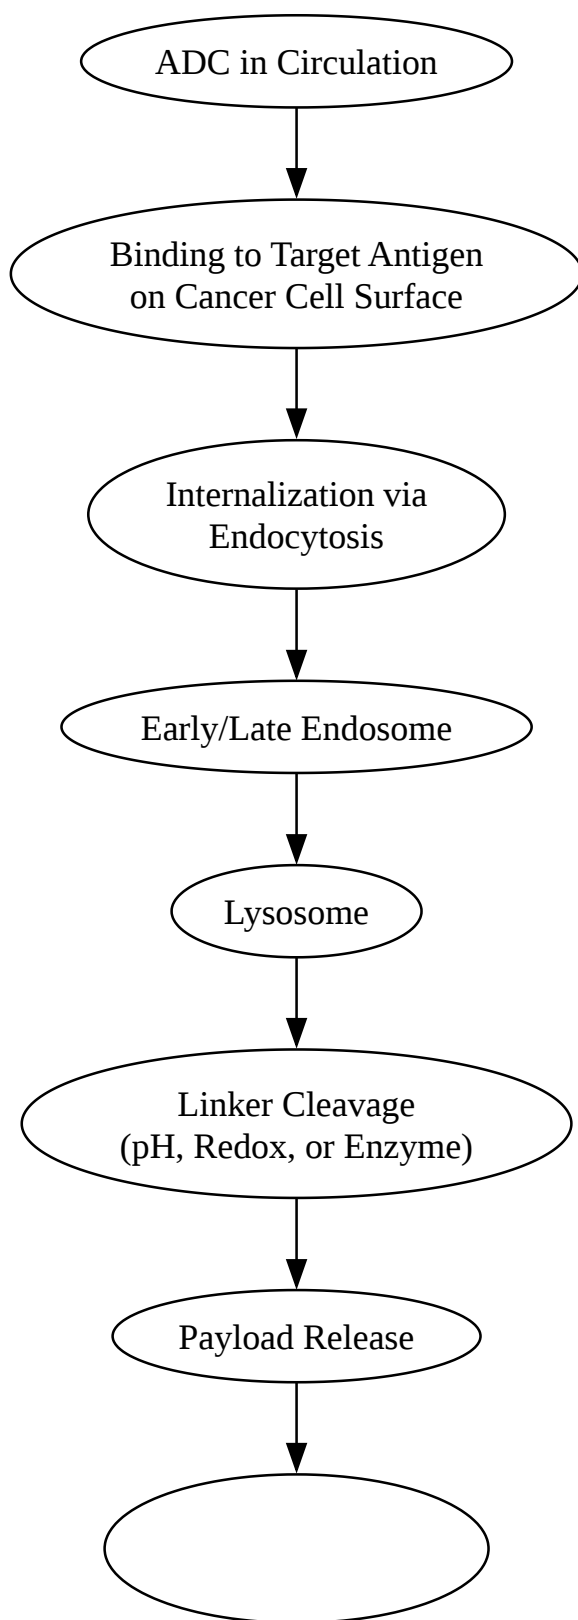 ADC in Circulation
Binding to Target Antigen
on Cancer Cell Surface
Internalization via
Endocytosis
Early/Late Endosome
Lysosome
Linker Cleavage
(pH, Redox, or Enzyme)
Payload Release